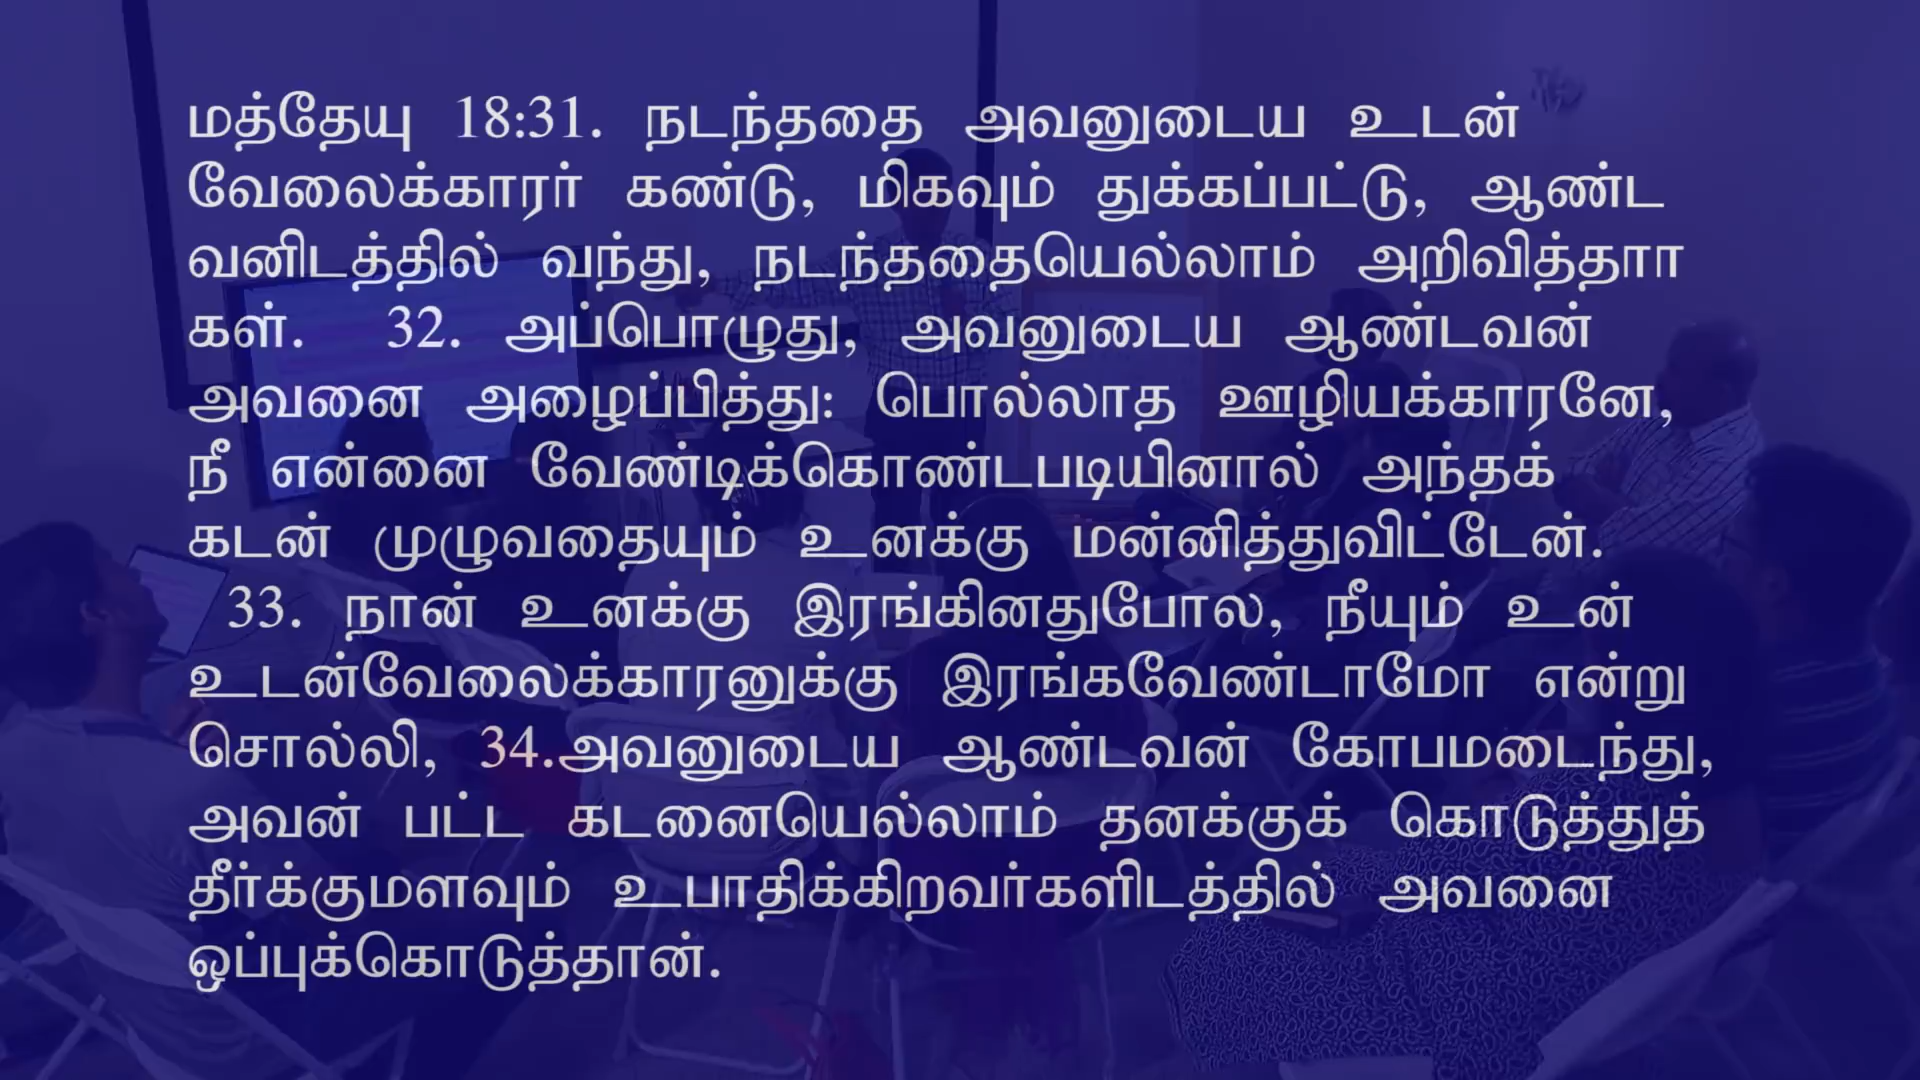 மத்தேயு 18:31. நடந்ததை அவனுடைய உடன்
வேலைக்காரர் கண்டு, மிகவும் துக்கப்பட்டு, ஆண்ட
வனிடத்தில் வந்து, நடந்ததையெல்லாம் அறிவித்தாா
கள். 32. அப்பொழுது, அவனுடைய ஆண்டவன்
அவனை அழைப்பித்து: பொல்லாத ஊழியக்காரனே,
நீ என்னை வேண்டிக்கொண்டபடியினால் அந்தக்
கடன் முழுவதையும் உனக்கு மன்னித்துவிட்டேன்.
33. நான் உனக்கு இரங்கினதுபோல, நீயும் உன்
உடன்வேலைக்காரனுக்கு இரங்கவேண்டாமோ என்று
சொல்லி, 34.அவனுடைய ஆண்டவன் கோபமடைந்து,
அவன் பட்ட கடனையெல்லாம் தனக்குக் கொடுத்துத்
தீர்க்குமளவும் உபாதிக்கிறவர்களிடத்தில் அவனை
ஒப்புக்கொடுத்தான்.